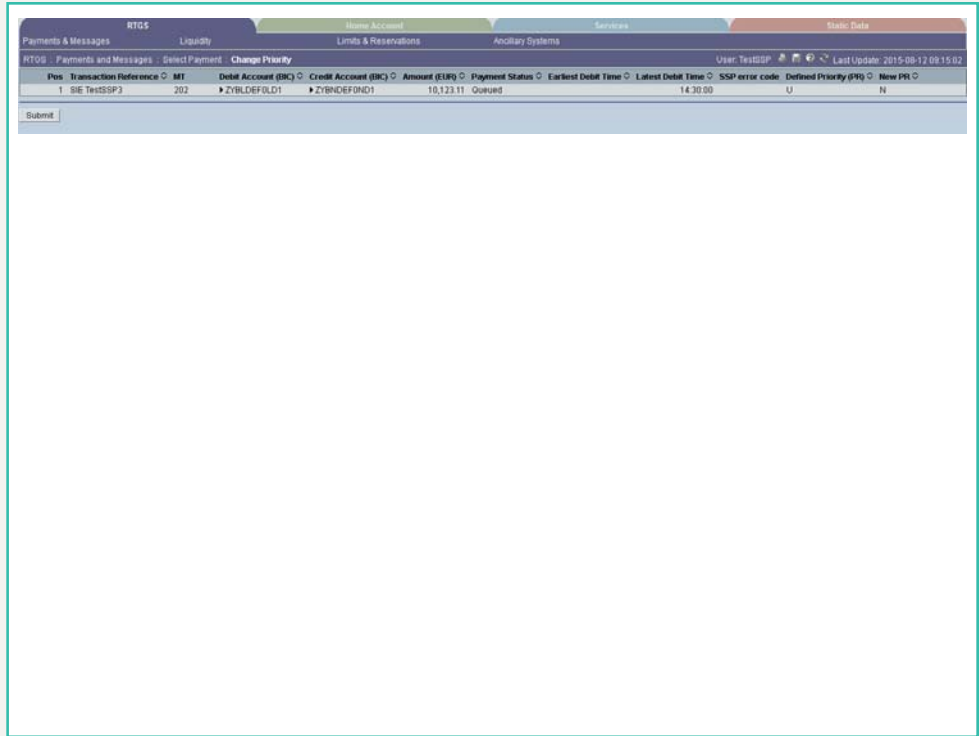 RTGS Home Account Services Static Data
Payments & Messages Liquidity Limits & Reservations Ancillary Systems
RTGS : Payments and Messages : Select Payment : Change Priority User: TestSSP Last Update: 2015-08-12 09:15:02
Pos Transaction Reference MT Debit Account (BIC) Credit Account (BIC) Amount (EUR) Payment Status Earliest Debit Time Latest Debit Time SSP error code Defined Priority (PR) New PR
1 SIE TestSSP3 202 ZYBLDEF0LD1 ZYBNDEF0ND1 10,123.11 Queued 14:30:00 U N
Submit